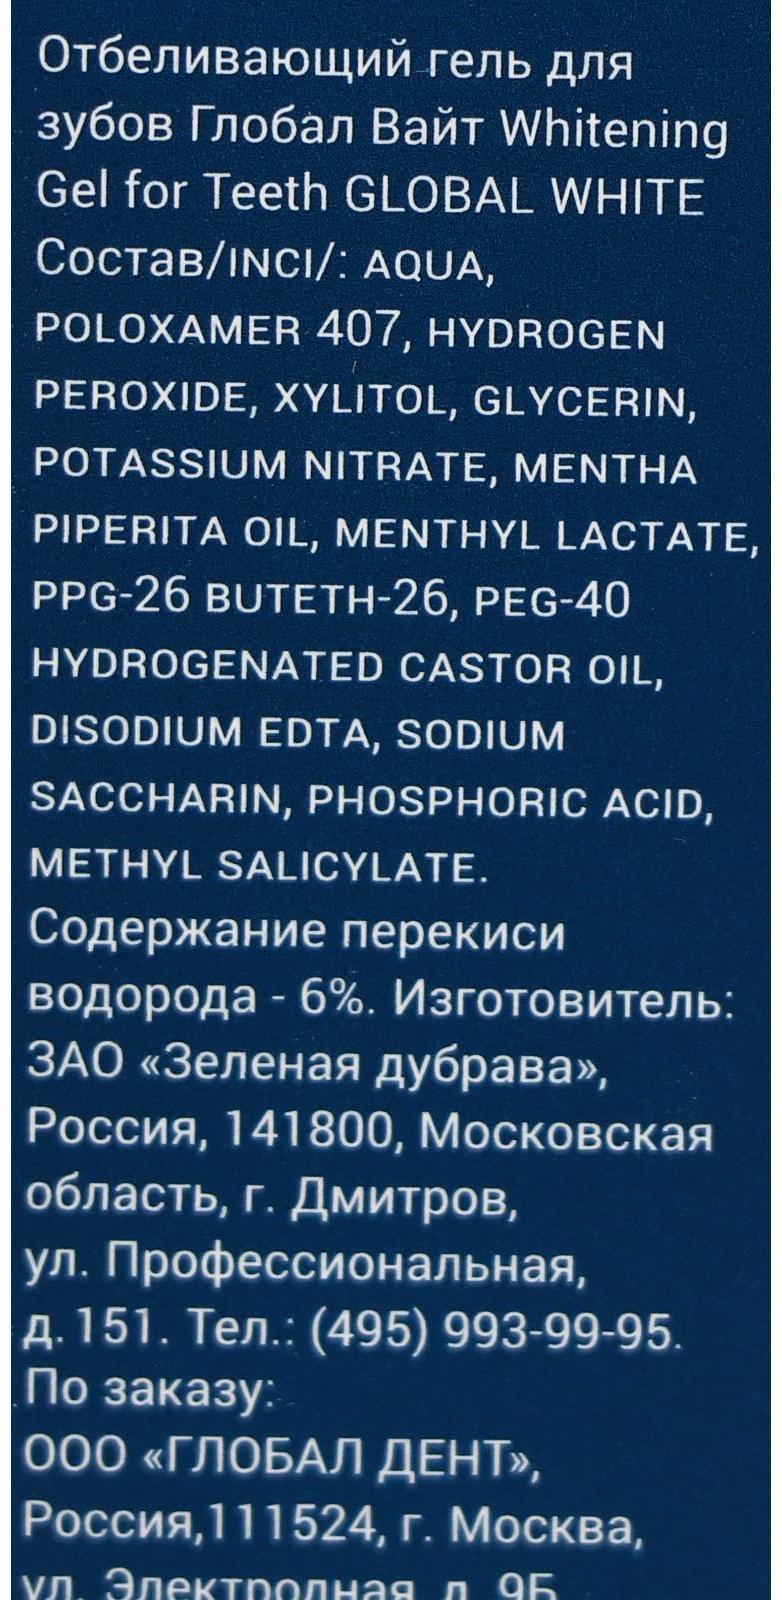 Отбеливающий гель для
зубов Глобал Вайт Whitening
Gel for Teeth GLOBAL WHITE
Состав/INCI/: AQUA,
POLOXAMER 407, HYDROGEN
PEROXIDE, XYLITOL, GLYCERIN,
POTASSIUM NITRATE, MENTHA
PIPERITA OIL, MENTHYL LACTATE,
PPG-26 BUTETH-26, PEG-40
HYDROGENATED CASTOR OIL,
DISODIUM EDTA, SODIUM
SACCHARIN, PHOSPHORIC ACID,
METHYL SALICYLATE.
Содержание перекиси
водорода - 6%. Изготовитель:
ЗАО «Зеленая дубрава»,
Россия, 141800, Московская
область, г. Дмитров,
ул. Профессиональная,
д. 151. Тел.: (495) 993-99-95.
По заказу:
ООО «ГЛОБАЛ ДЕНТ»,
Россия,111524, г. Москва,
ул. Электродная д. 9Б